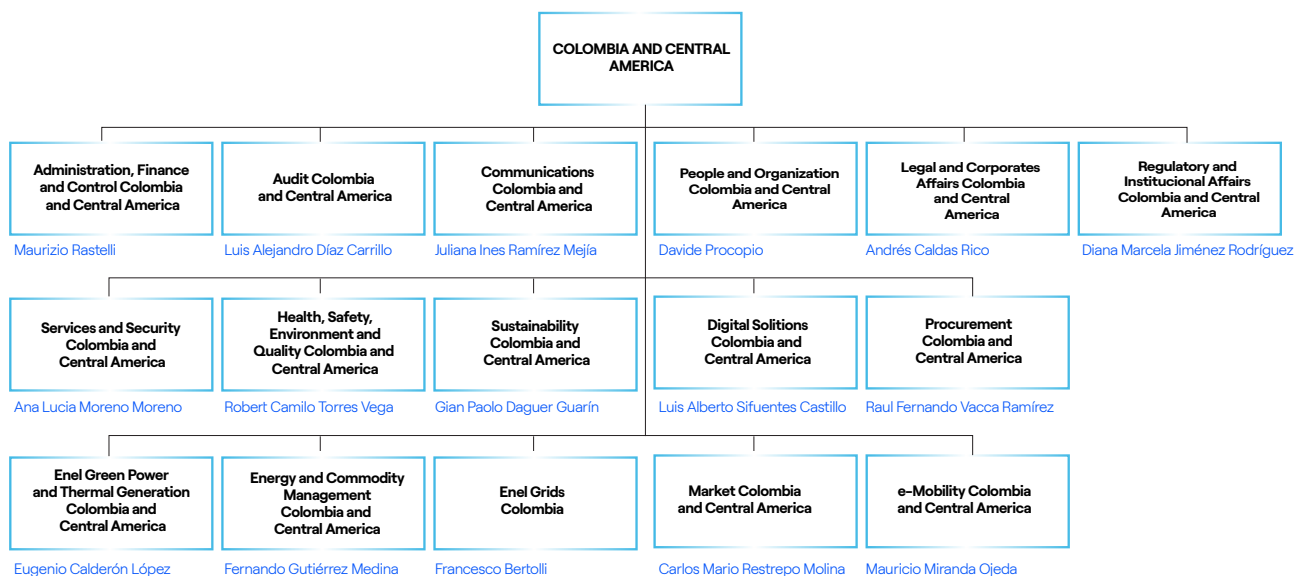 COLOMBIA AND CENTRAL
AMERICA
Administration, Finance
and Control Colombia
and Central America
Maurizio Rastelli
Audit Colombia
and Central America
Luis Alejandro Díaz Carrillo
Communications
Colombia and
Central America
Juliana Ines Ramírez Mejía
People and Organization
Colombia and Central
America
Davide Procopio
Legal and Corporates
Affairs Colombia
and Central
America
Andrés Caldas Rico
Regulatory and
Institutional Affairs
Colombia and Central
America
Diana Marcela Jiménez Rodríguez
Services and Security
Colombia and
Central America
Ana Lucia Moreno Moreno
Health, Safety,
Environment and
Quality Colombia and
Central America
Robert Camilo Torres Vega
Sustainability
Colombia and
Central America
Gian Paolo Daguer Guarín
Digital Solitions
Colombia and
Central America
Luis Alberto Sifuentes Castillo
Procurement
Colombia and
Central America
Raul Fernando Vacca Ramírez
Enel Green Power
and Thermal Generation
Colombia and
Central America
Eugenio Calderón López
Energy and Commodity
Management
Colombia and
Central America
Fernando Gutiérrez Medina
Enel Grids
Colombia
Francesco Bertolli
Market Colombia
and Central America
Carlos Mario Restrepo Molina
e-Mobility Colombia
and Central America
Mauricio Miranda Ojeda